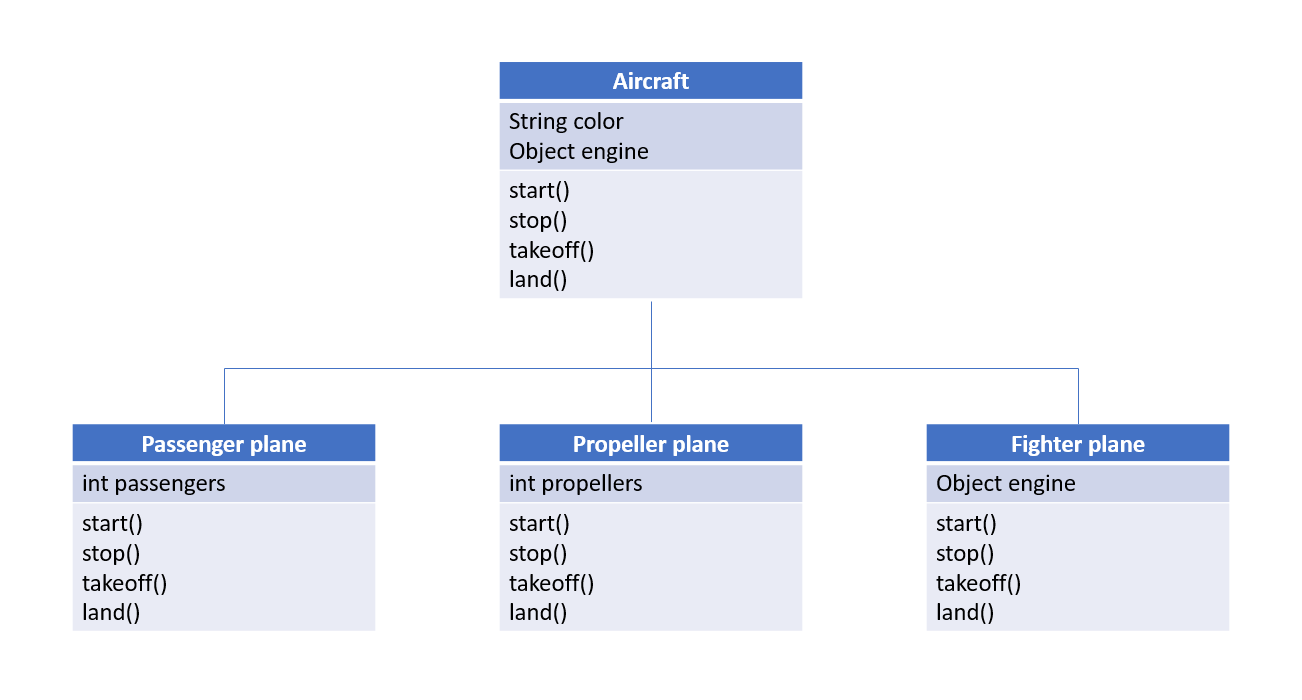 Aircraft
String color
Object engine
start()
stop()
takeoff()
land()
Passenger plane
int passengers
start()
stop()
takeoff()
land()
Propeller plane
int propellers
start()
stop()
takeoff()
land()
Fighter plane
Object engine
start()
stop()
takeoff()
land()